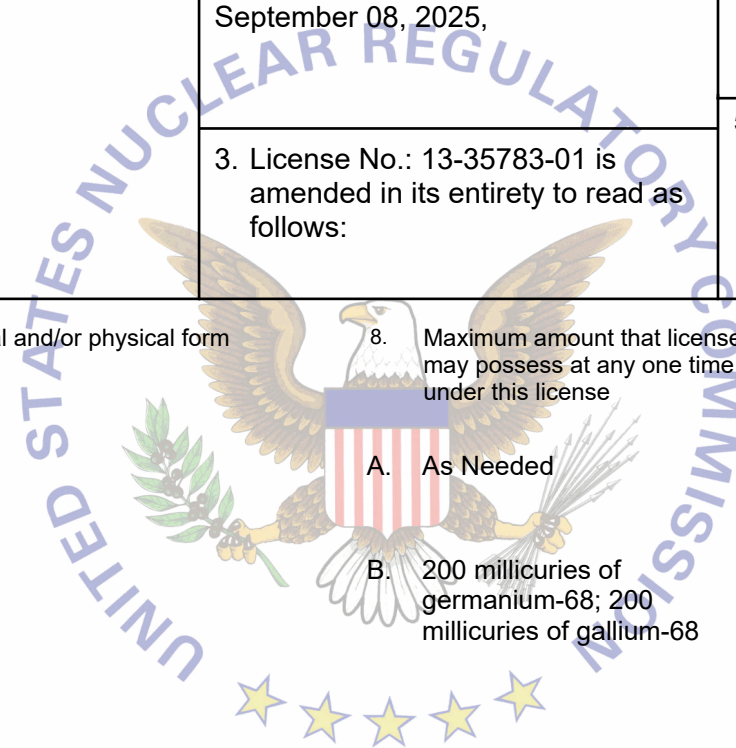 September 08, 2025,
3. License No.: 13-35783-01 is
amended in its entirety to read as
follows:
al and/or physical form
8. Maximum amount that license
may possess at any one time
under this license
A. As Needed
B. 200 millicuries of
germanium-68; 200
millicuries of gallium-68
UNITED STATES NUCLEAR REGULATORY COMMISSION